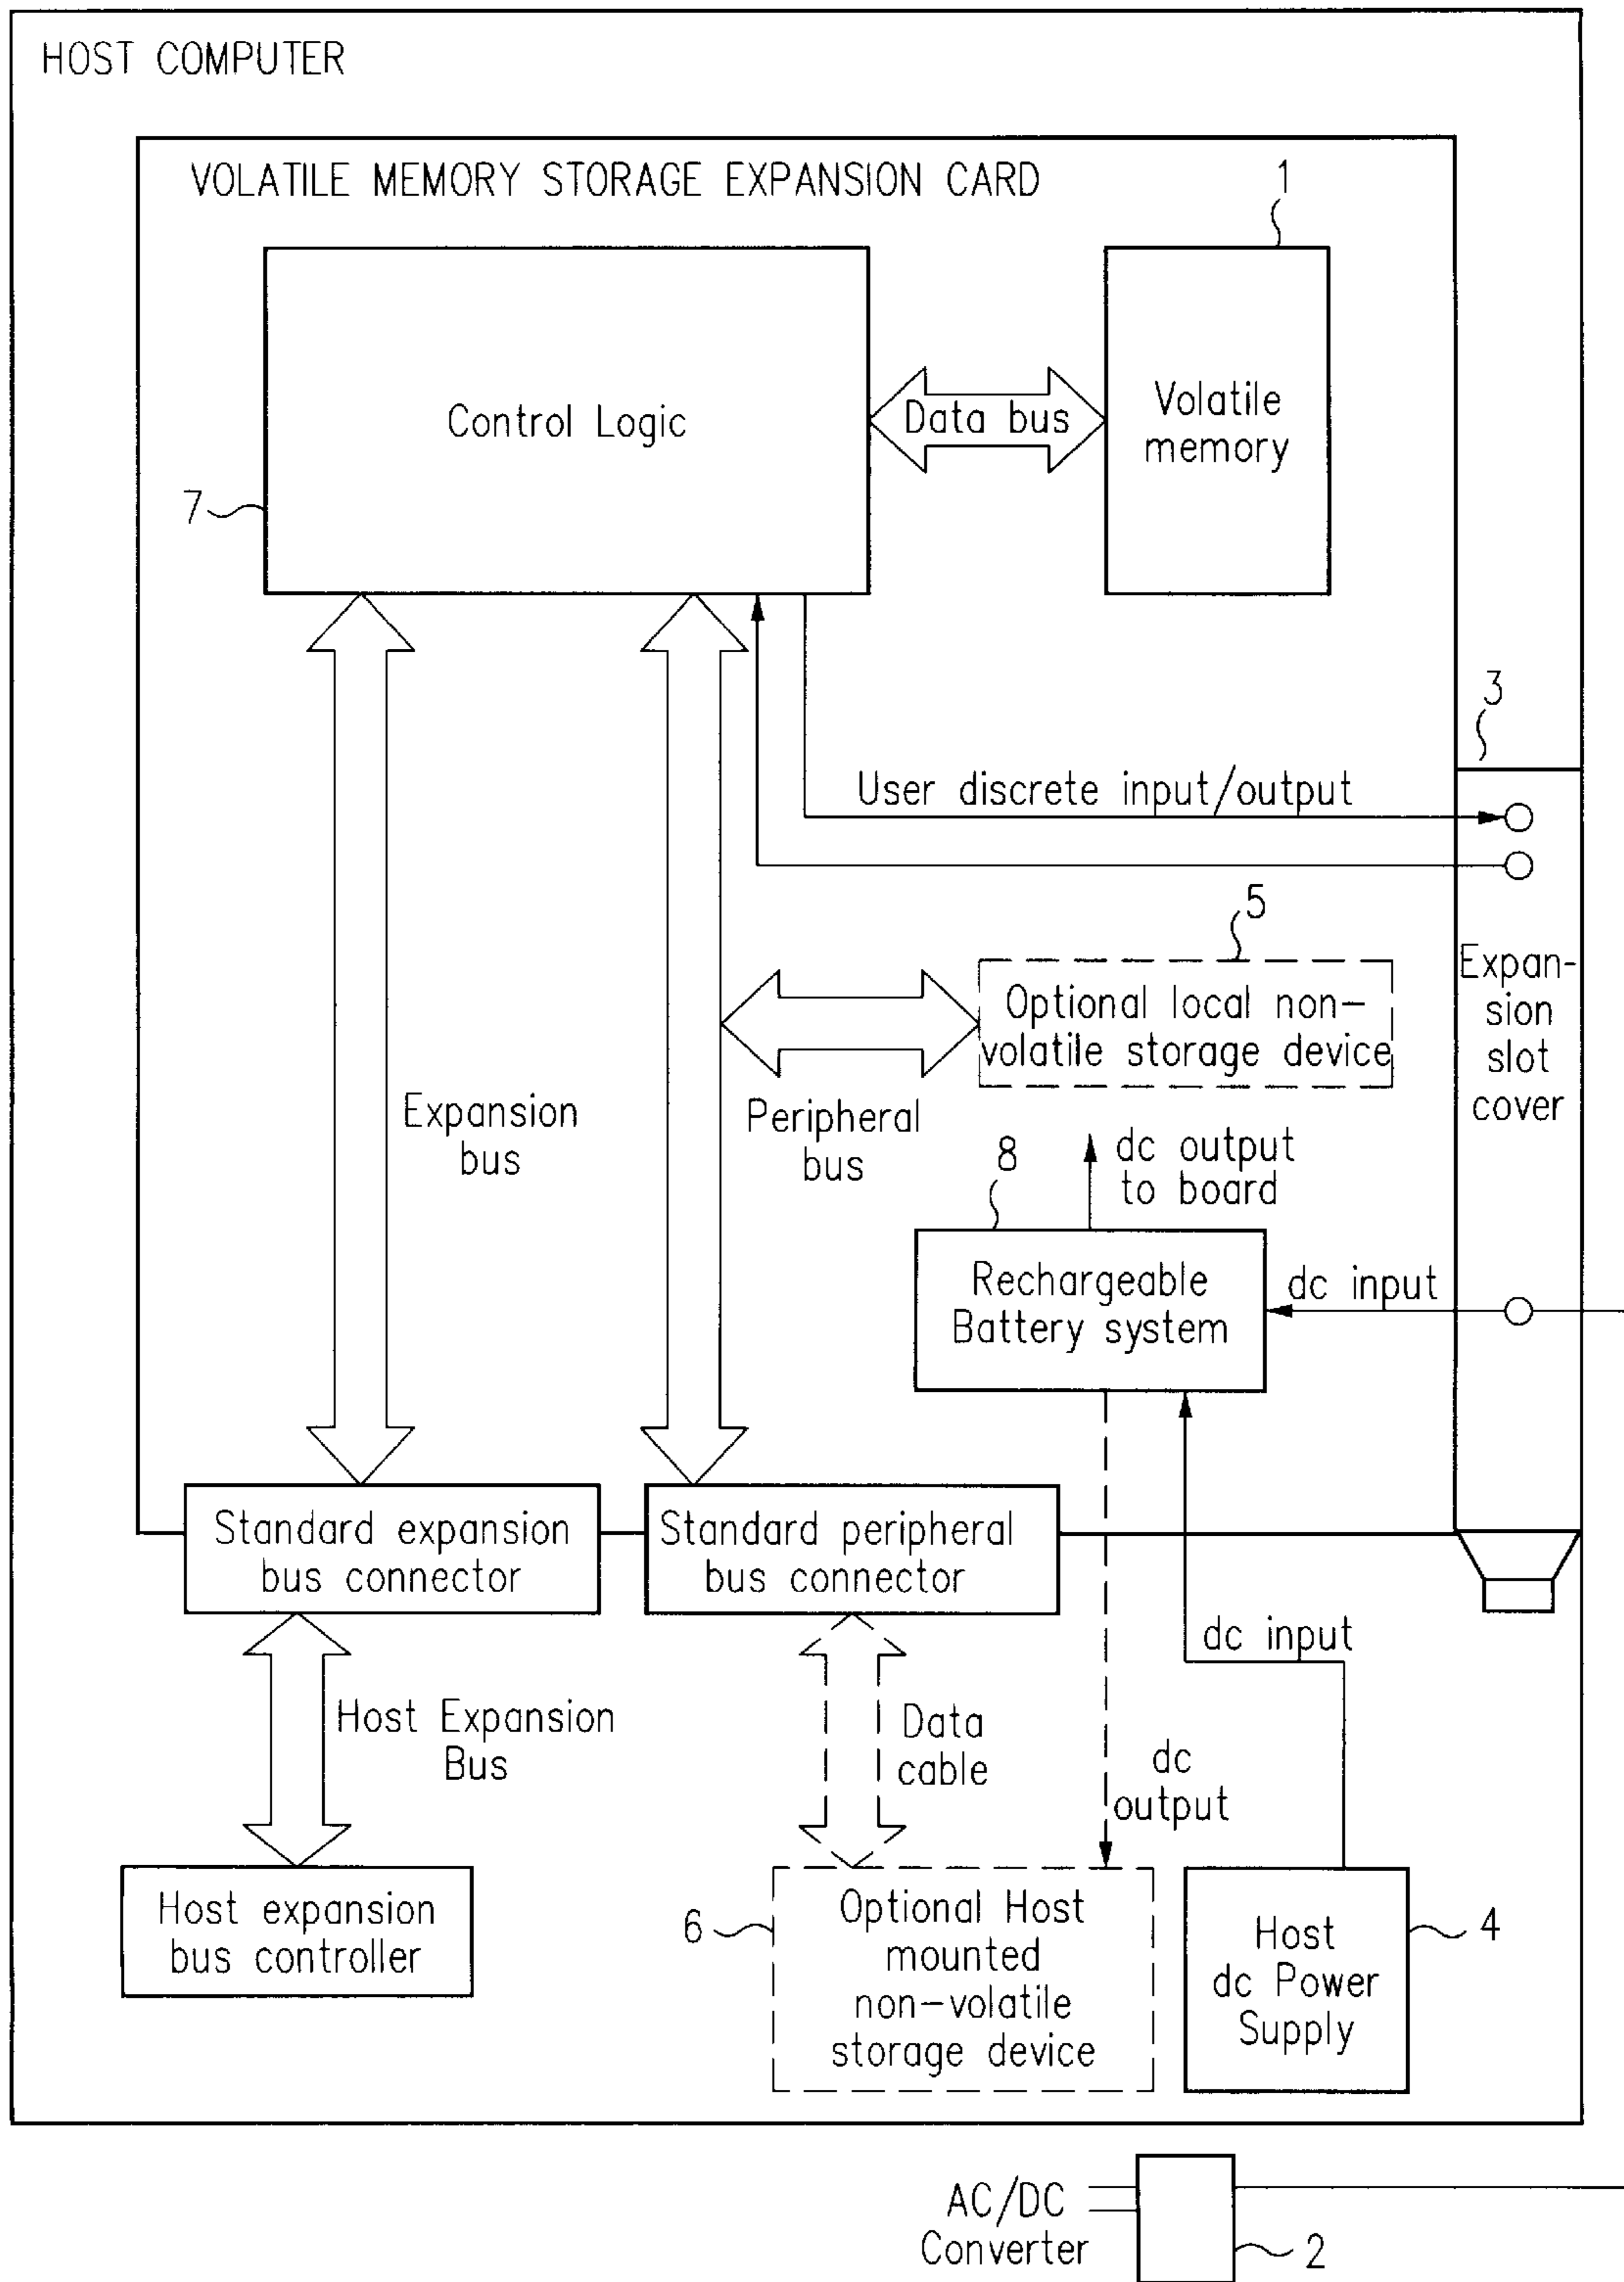 HOST COMPUTER
VOLATILE MEMORY STORAGE EXPANSION CARD
1
Control Logic
Data bus
Volatile
memory
7
3
User discrete input/output
5
Optional local non-
volatile storage device
Expan-
sion
slot
cover
Expansion
bus
Peripheral
bus
8
dc output
to board
Rechargeable
Battery system
dc input
Standard expansion
bus connector
Standard peripheral
bus connector
dc input
Host Expansion
Bus
Data
cable
dc
output
Host expansion
bus controller
6
Optional Host
mounted
non-volatile
storage device
Host
dc Power
Supply
4
AC/DC
Converter
2